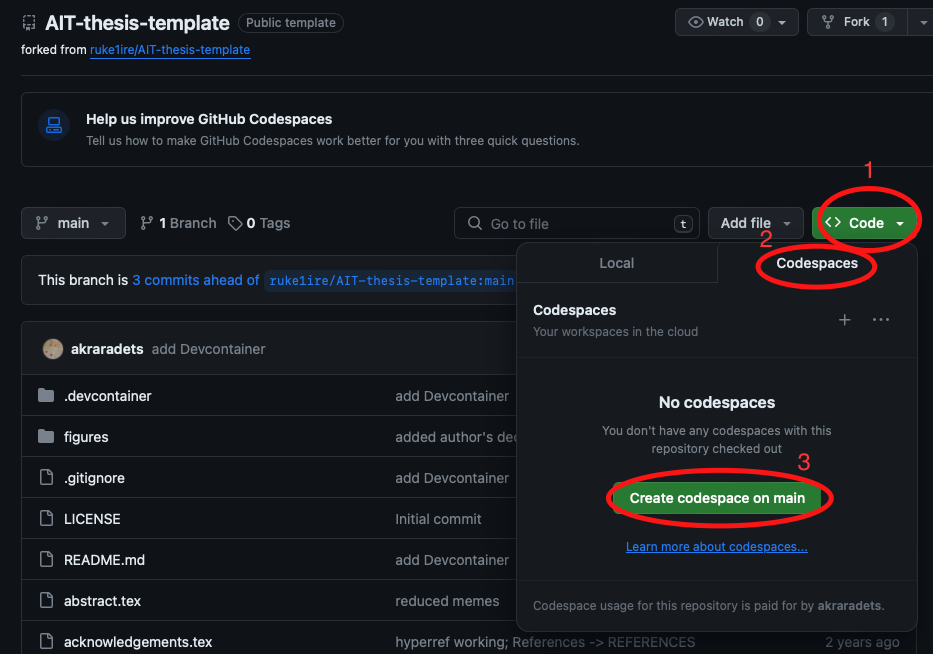 AIT-thesis-template Public template Watch 0 Fork 1
forked from ruke1ire/AIT-thesis-template
Help us improve GitHub Codespaces
Tell us how to make GitHub Codespaces work better for you with three quick questions.
1
main 1 Branch 0 Tags Go to file t Add file <> Code
2
Local Codespaces
This branch is 3 commits ahead of ruke1ire/AIT-thesis-template:main
Codespaces
Your workspaces in the cloud
akraradets add Devcontainer
No codespaces
.devcontainer add Devcontainer
You don't have any codespaces with this
repository checked out
figures added author's dec
3
.gitignore add Devcontainer
Create codespace on main
LICENSE Initial commit
Learn more about codespaces...
README.md add Devcontainer
abstract.tex reduced memes
Codespace usage for this repository is paid for by akraradets.
acknowledgements.tex hyperref working; References -> REFERENCES 2 years ago